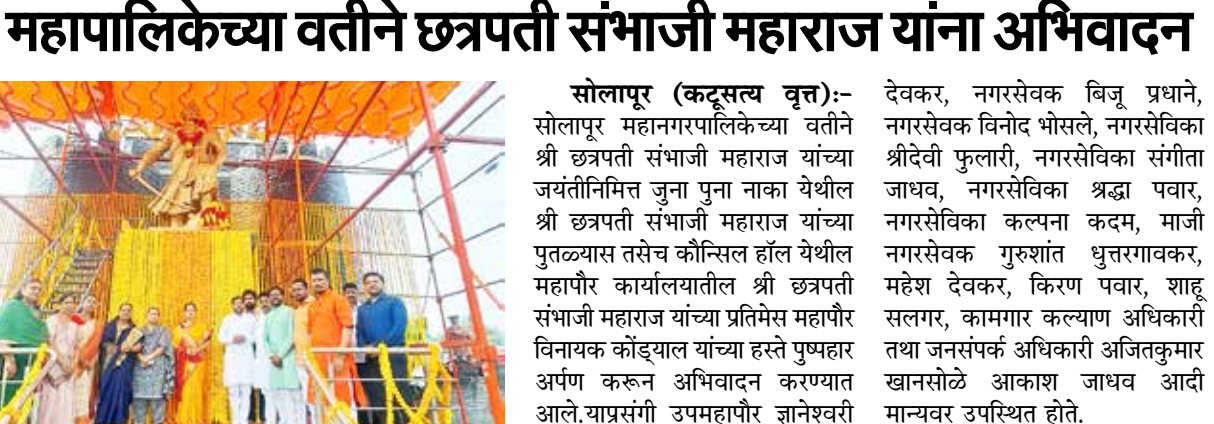 महापालिकेच्या वतीने छत्रपती संभाजी महाराज यांना अभिवादन
सोलापूर (कटूसत्य वृत्त):-
सोलापूर महानगरपालिकेच्या वतीने
श्री छत्रपती संभाजी महाराज यांच्या
जयंतीनिमित्त जुना पुना नाका येथील
श्री छत्रपती संभाजी महाराज यांच्या
पुतळ्यास तसेच कौन्सिल हॉल येथील
महापौर कार्यालयातील श्री छत्रपती
संभाजी महाराज यांच्या प्रतिमेस महापौर
विनायक कोंड्याल यांच्या हस्ते पुष्पहार
अर्पण करून अभिवादन करण्यात
आले.याप्रसंगी उपमहापौर ज्ञानेश्वरी
देवकर, नगरसेवक बिजू प्रधाने,
नगरसेवक विनोद भोसले, नगरसेविका
श्रीदेवी फुलारी, नगरसेविका संगीता
जाधव, नगरसेविका श्रद्धा पवार,
नगरसेविका कल्पना कदम, माजी
नगरसेवक गुरुशांत धुत्तरगावकर,
महेश देवकर, किरण पवार, शाहू
सलगर, कामगार कल्याण अधिकारी
तथा जनसंपर्क अधिकारी अजितकुमार
खानसोळे आकाश जाधव आदी
मान्यवर उपस्थित होते.